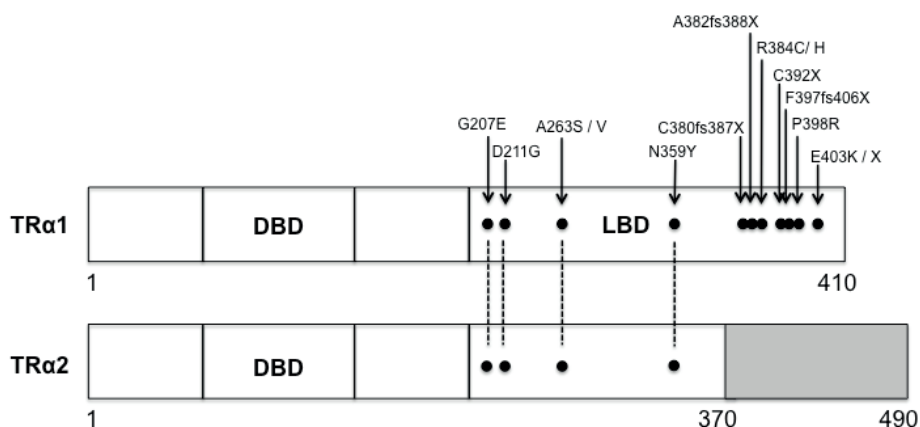 A382fs388X
R384C/ H
C392X
F397fs406X
G207E
A263S / V
C380fs387X
P398R
D211G
N359Y
E403K / X
TRα1
DBD
LBD
1
410
TRα2
DBD
1
370
490